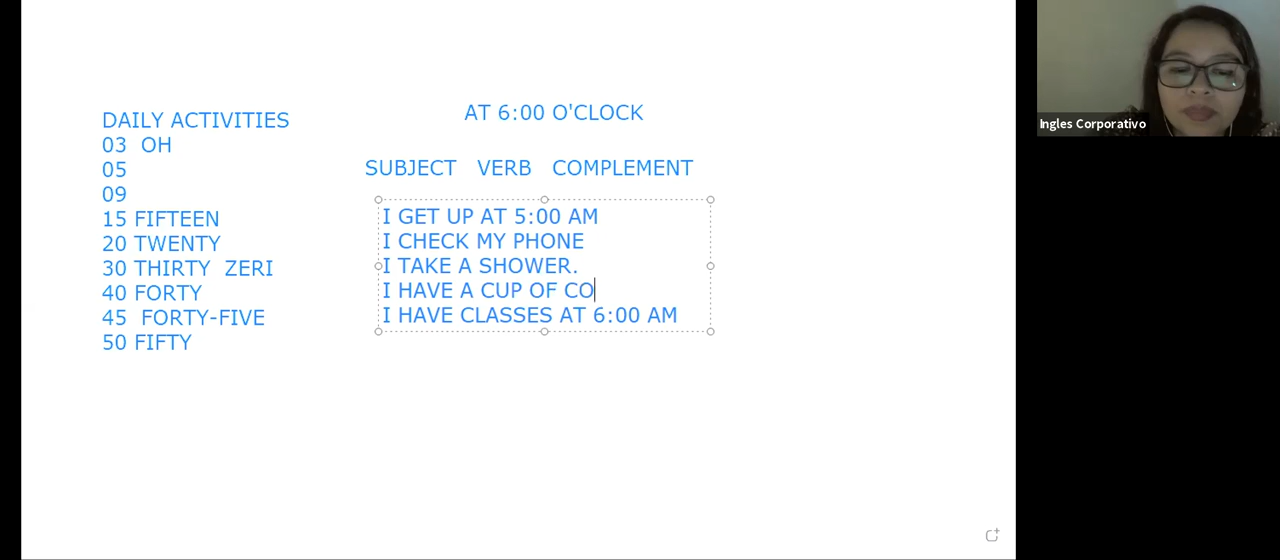 DAILY ACTIVITIES
03 OH
05
09
15 FIFTEEN
20 TWENTY
30 THIRTY ZERI
40 FORTY
45 FORTY-FIVE
50 FIFTY
AT 6:00 O'CLOCK
SUBJECT VERB COMPLEMENT
I GET UP AT 5:00 AM
I CHECK MY PHONE
I TAKE A SHOWER.
I HAVE A CUP OF CO
I HAVE CLASSES AT 6:00 AM
Ingles Corporativo